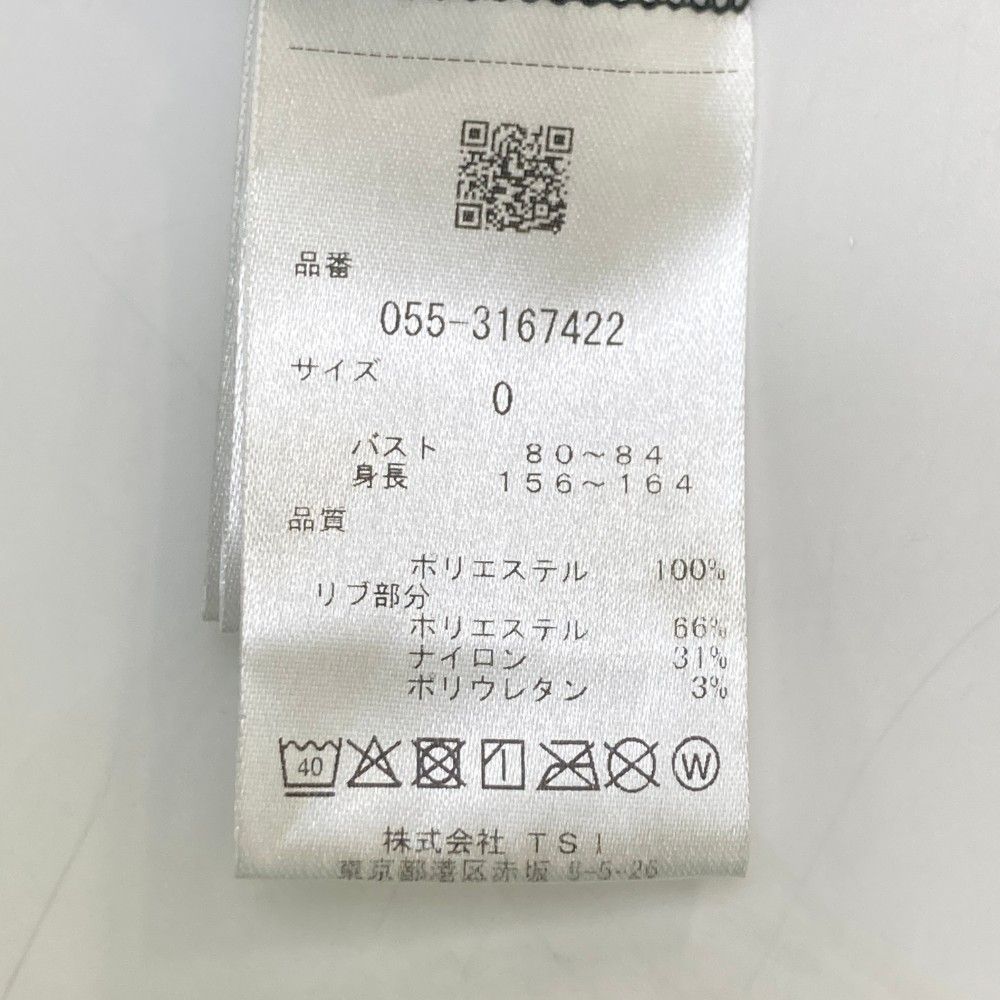 品番
055-3167422
サイズ
0
バスト 80~84
身長 156~164
品質
ポリエステル 100%
リブ部分
ポリエステル 66%
ナイロン 31%
ポリウレタン 3%
40 W
株式会社 TSI
東京都港区赤坂 8-5-26